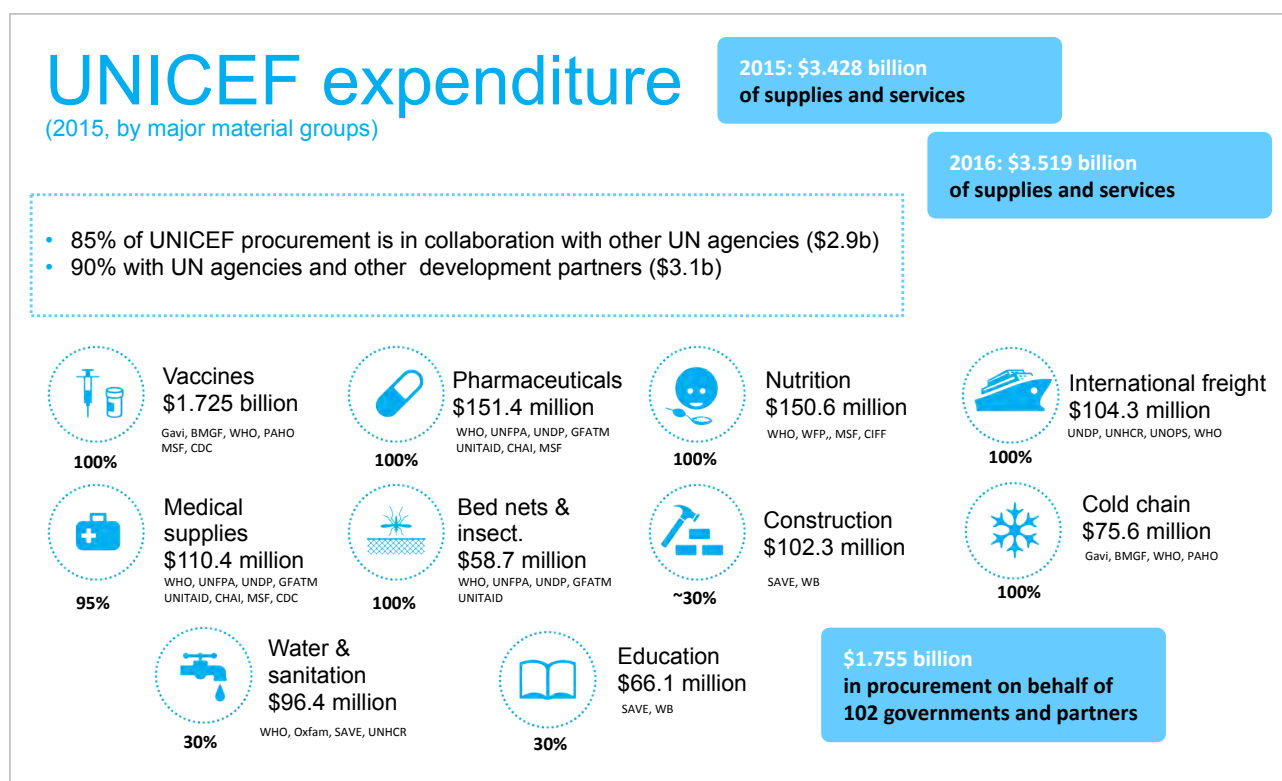 UNICEF expenditure
(2015, by major material groups)
2015: $3.428 billion
of supplies and services
2016: $3.519 billion
of supplies and services
• 85% of UNICEF procurement is in collaboration with other UN agencies ($2.9b)
• 90% with UN agencies and other  development partners ($3.1b)
Vaccines
$1.725 billion
Gavi, BMGF, WHO, PAHO
MSF, CDC
100%
Pharmaceuticals
$151.4 million
WHO, UNFPA, UNDP, GFATM
UNITAID, CHAI, MSF
100%
Nutrition
$150.6 million
WHO, WFP,, MSF, CIFF
100%
International freight
$104.3 million
UNDP, UNHCR, UNOPS, WHO
100%
Medical
supplies
$110.4 million
WHO, UNFPA, UNDP, GFATM
UNITAID, CHAI, MSF, CDC
95%
Bed nets &
insect.
$58.7 million
WHO, UNFPA, UNDP, GFATM
UNITAID
100%
Construction
$102.3 million
SAVE, WB
~30%
Cold chain
$75.6 million
Gavi, BMGF, WHO, PAHO
100%
Water &
sanitation
$96.4 million
WHO, Oxfam, SAVE, UNHCR
30%
Education
$66.1 million
SAVE, WB
30%
$1.755 billion
in procurement on behalf of
102 governments and partners